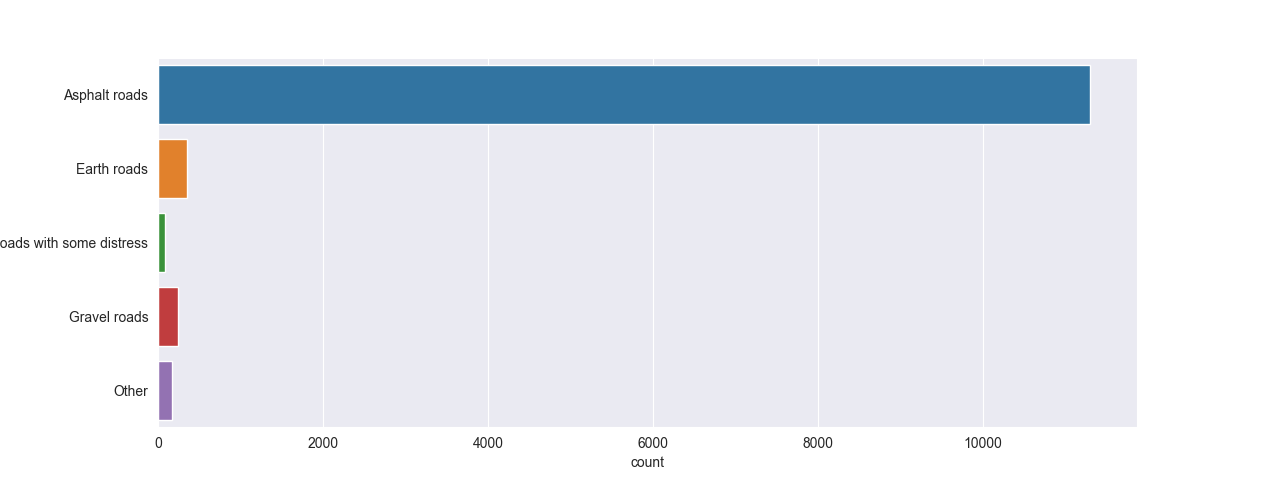 Asphalt roads
Earth roads
oads with some distress
Gravel roads
Other
0 2000 4000 6000 8000 10000
count